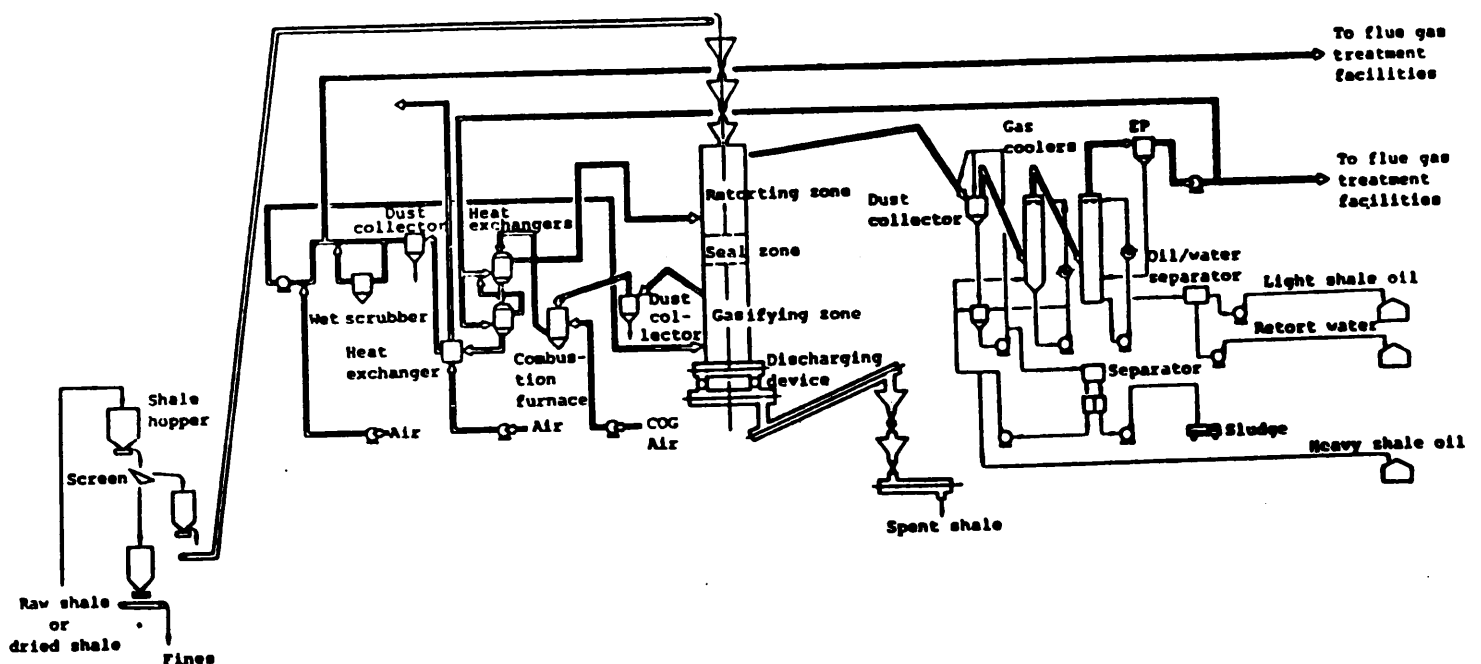 To flue gas
treatment
facilities
Gas
coolers
EP
To flue gas
treatment
facilities
Retorting zone
Dust
collector
Dust
collector
Heat
exchangers
Seal zone
Oil/water
separator
Light shale oil
Dust
col-
lector
Gasifying zone
Wet scrubber
Retort water
Heat
exchanger
Combus-
tion
furnace
Discharging
device
Separator
Shale
hopper
Air
Air
COG
Air
Sludge
Heavy shale oil
Screen
Spent shale
Raw shale
or
dried shale
Fines